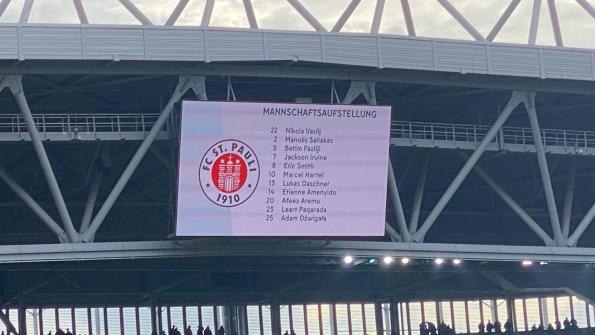 MANNSCHAFTSAUFSTELLUNG
22 Nikola Vasilj
2 Manolis Saliakas
5 Betim Fazliji
7 Jackson Irvine
8 Eric Smith
10 Marcel Hartel
13 Lukas Daschner
14 Etienne Amenyido
20 Afeez Aremu
23 Leart Paqarada
25 Adam Dźwigała
FC ST. PAULI
1910